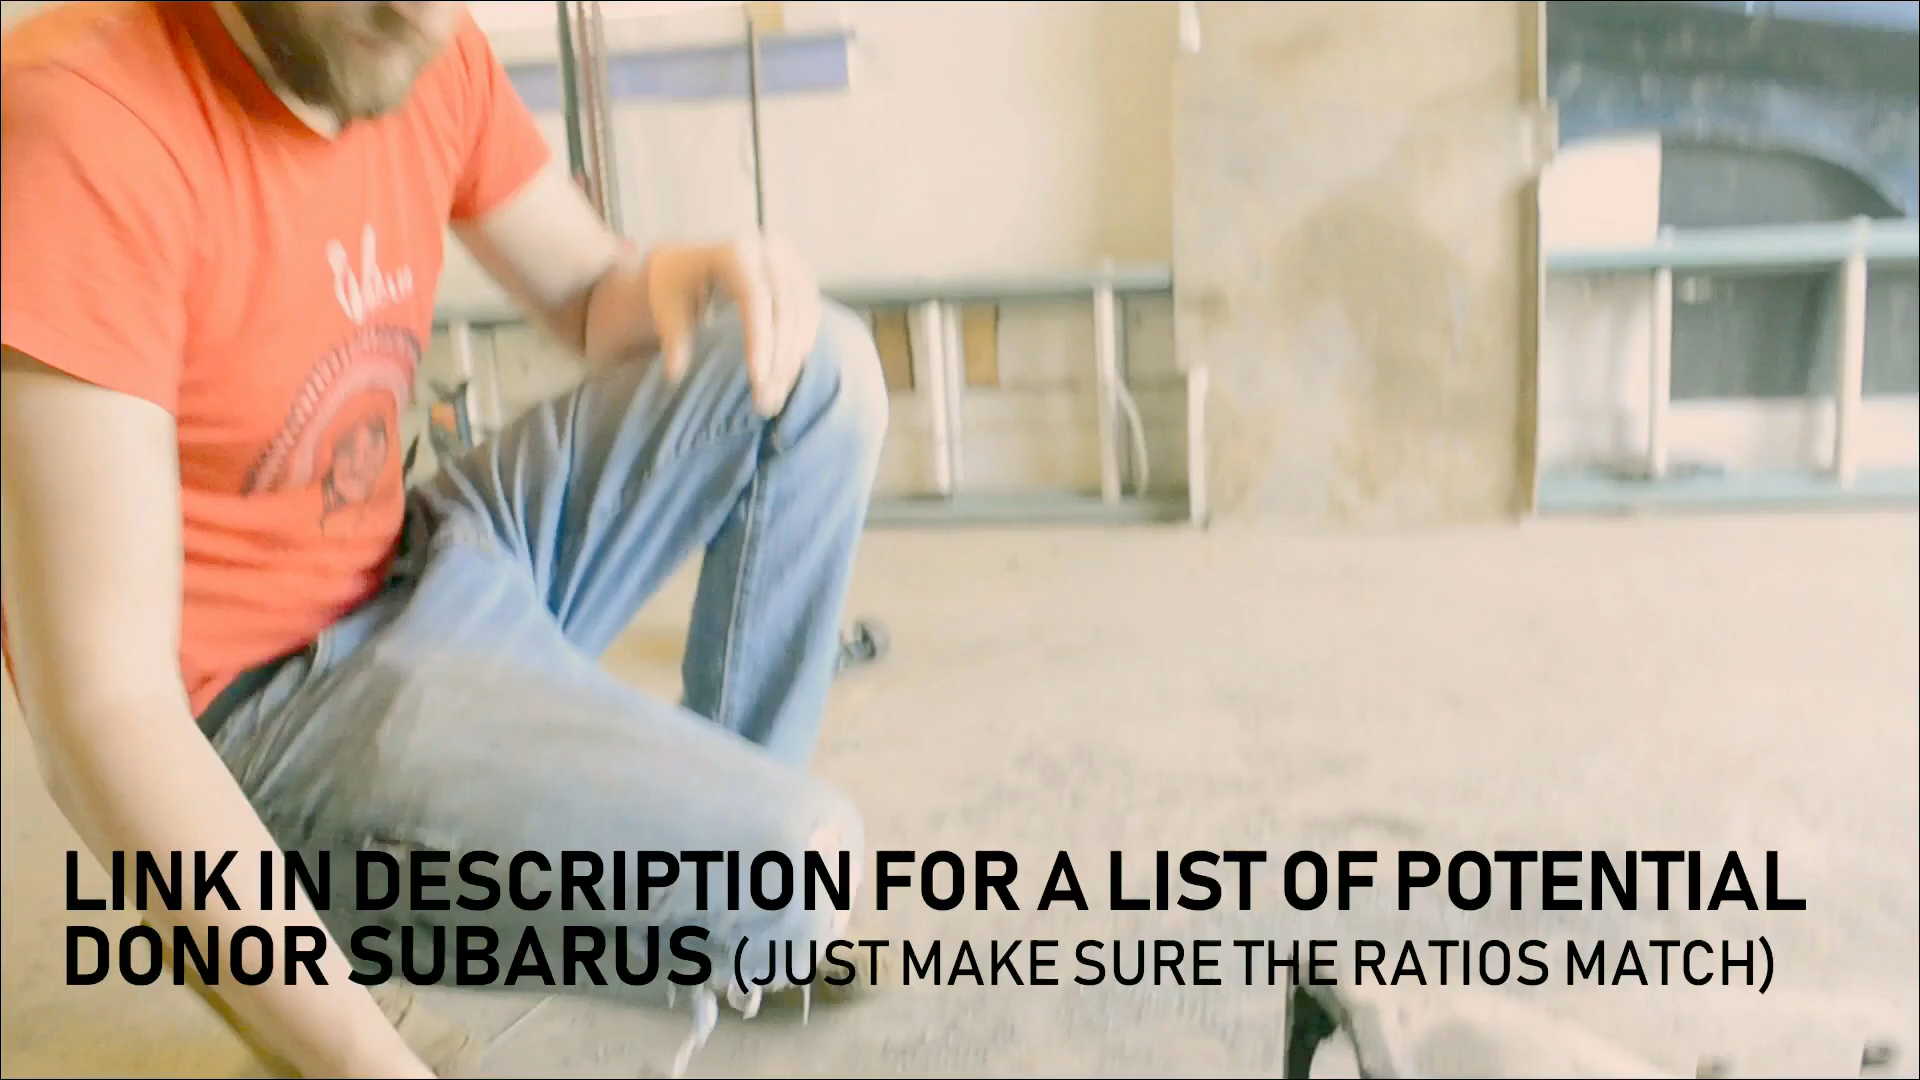 LINK IN DESCRIPTION FOR A LIST OF POTENTIAL
DONOR SUBARUS (JUST MAKE SURE THE RATIOS MATCH)